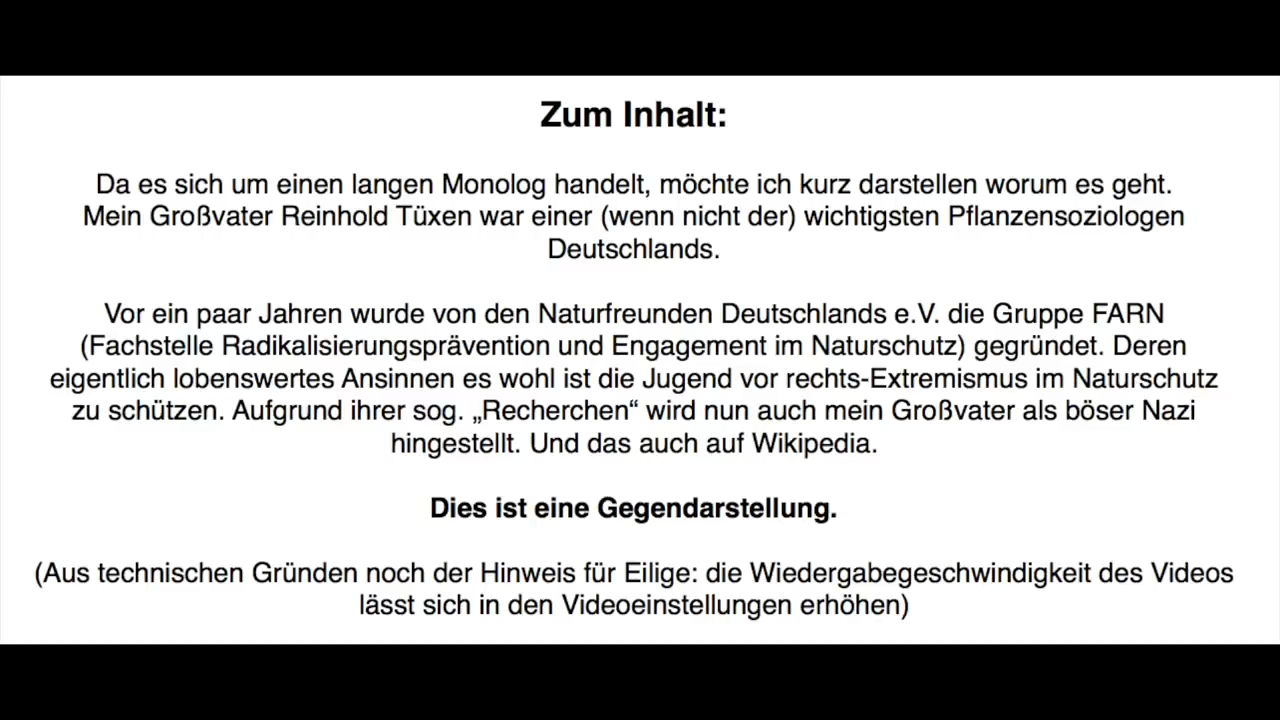 Zum Inhalt:
Da es sich um einen langen Monolog handelt, möchte ich kurz darstellen worum es geht.
Mein Großvater Reinhold Tüxen war einer (wenn nicht der) wichtigsten Pflanzensoziologen
Deutschlands.
Vor ein paar Jahren wurde von den Naturfreunden Deutschlands e.V. die Gruppe FARN
(Fachstelle Radikalisierungsprävention und Engagement im Naturschutz) gegründet. Deren
eigentlich lobenswertes Ansinnen es wohl ist die Jugend vor rechts-Extremismus im Naturschutz
zu schützen. Aufgrund ihrer sog. „Recherchen“ wird nun auch mein Großvater als böser Nazi
hingestellt. Und das auch auf Wikipedia.
Dies ist eine Gegendarstellung.
(Aus technischen Gründen noch der Hinweis für Eilige: die Wiedergabegeschwindigkeit des Videos
lässt sich in den Videoeinstellungen erhöhen)